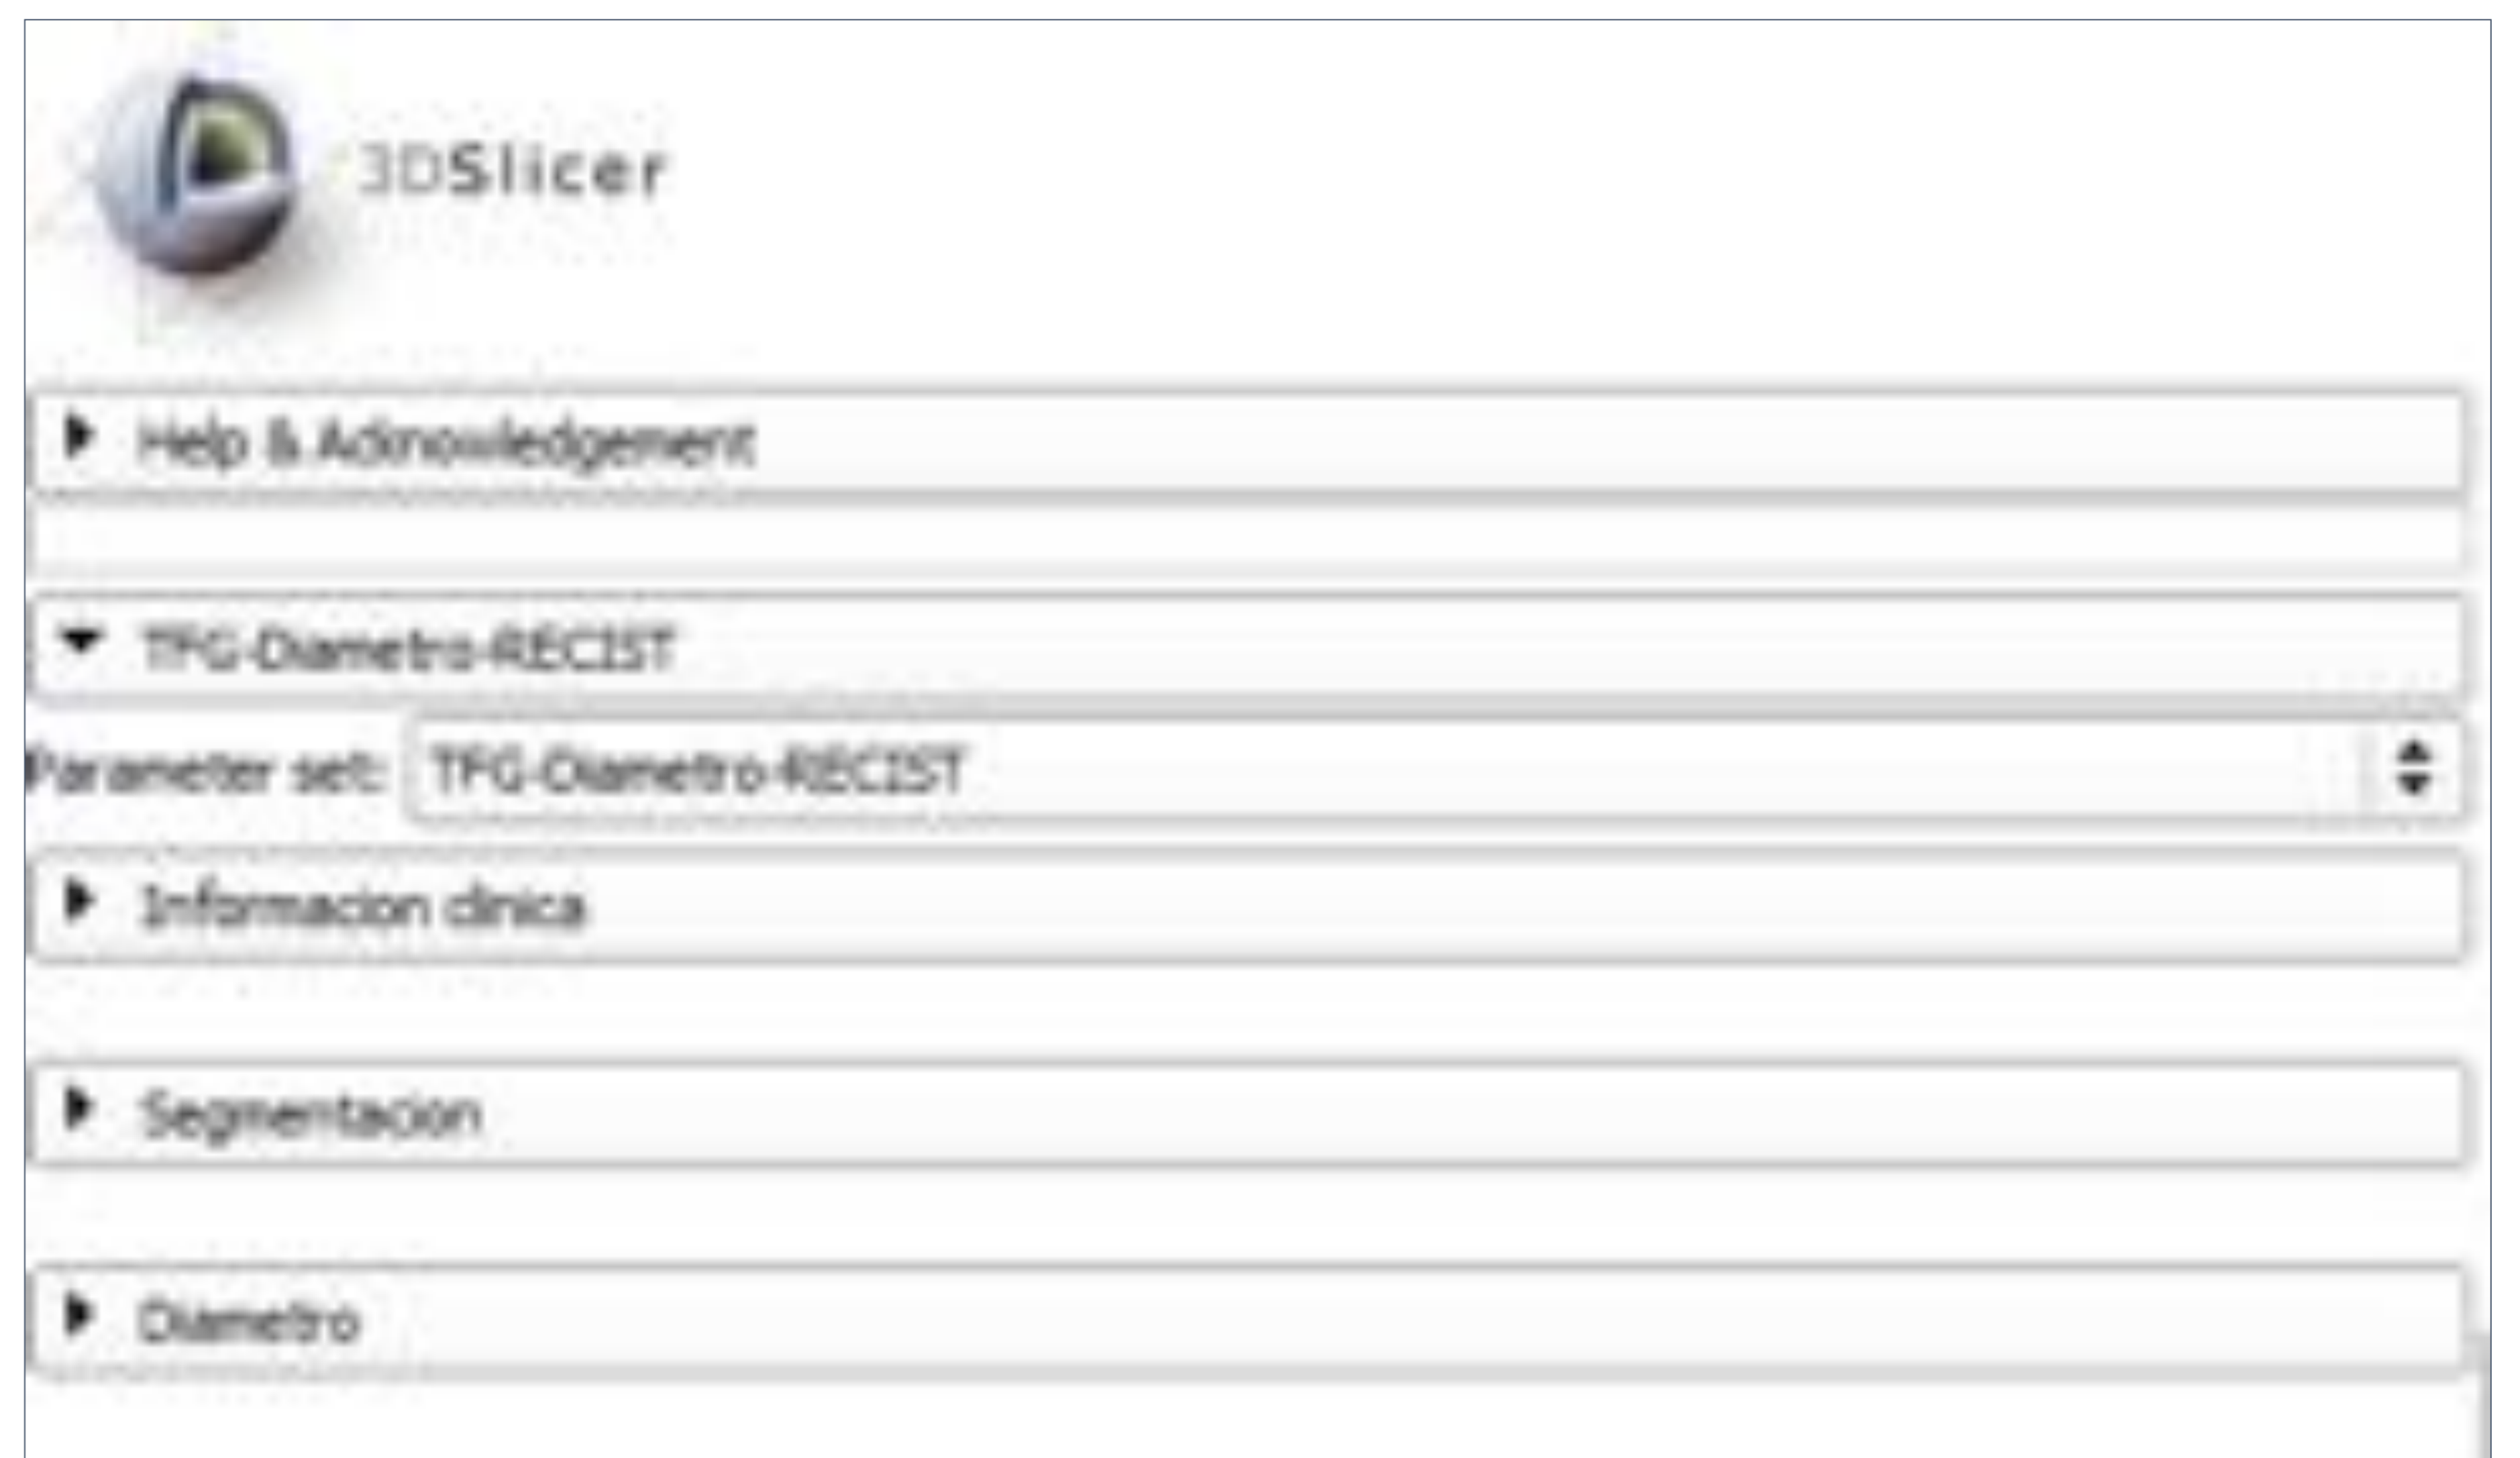 3DSlicer
Help & Acknowledgement
TFG-Diametro-RECIST
Parameter set: TFG-Diametro-RECIST
Informacion clinica
Segmentacion
Diametro